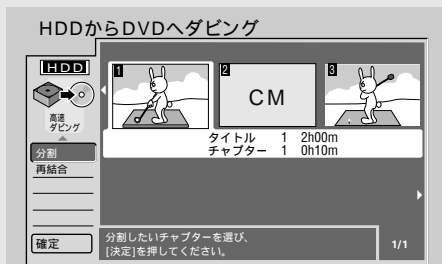 HDDからDVDへダビング
HDD
高速
ダビング
分割
再結合
確定
1
2
3
CM
タイトル 1 2h00m
チャプター 1 0h10m
分割したいチャプターを選び、
[決定]を押してください。
1/1